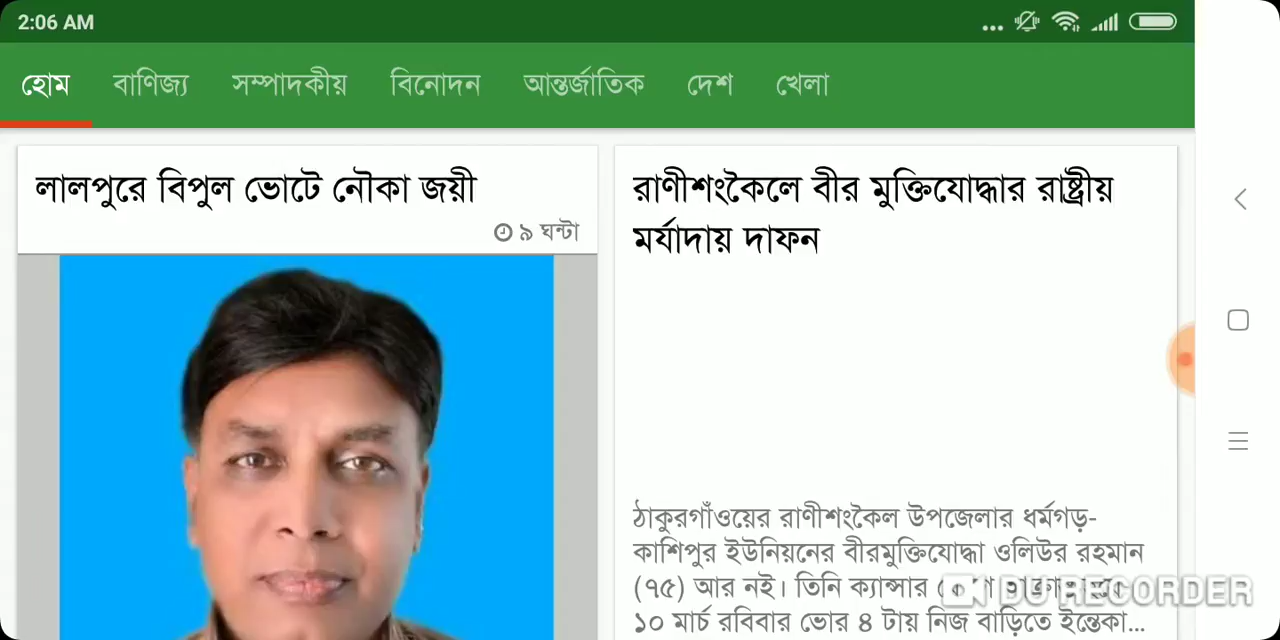 2:06 AM
হোম বাণিজ্য সম্পাদকীয় বিনোদন আন্তর্জাতিক দেশ খেলা
লালপুরে বিপুল ভোটে নৌকা জয়ী
৯ ঘন্টা
রাণীশংকৈলে বীর মুক্তিযোদ্ধার রাষ্ট্রীয়
মর্যাদায় দাফন
ঠাকুরগাঁওয়ের রাণীশংকৈল উপজেলার ধর্মগড়-
কাশিপুর ইউনিয়নের বীরমুক্তিযোদ্ধা ওলিউর রহমান
(৭৫) আর নই। তিনি ক্যান্সার
১০ মার্চ রবিবার ভোর ৪ টায় নিজ বাড়িতে ইন্তেকা...
DU RECORDER